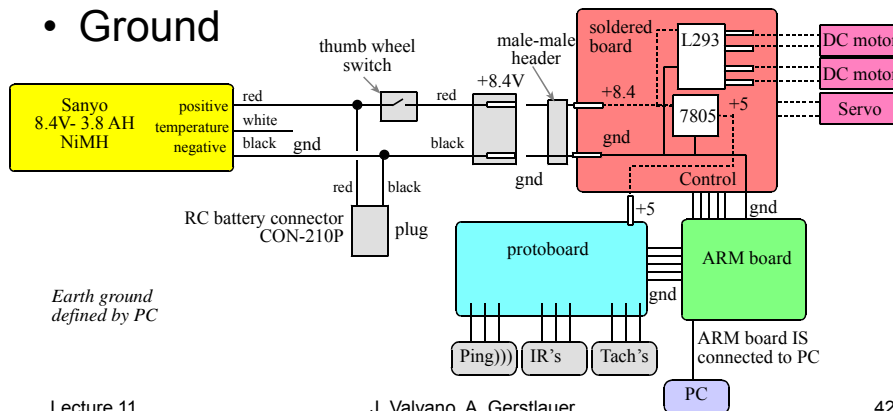 • Ground
thumb wheel
switch
male-male
header
soldered
board
L293
DC motor
DC motor
Servo
Sanyo
8.4V- 3.8 AH
NiMH
positive
temperature
negative
red
white
black
gnd
red
+8.4V
black
gnd
+8.4
gnd
7805
+5
Control
gnd
red
black
RC battery connector
CON-210P
plug
+5
protoboard
gnd
ARM board
Earth ground
defined by PC
Ping)))
IR's
Tach's
ARM board IS
connected to PC
PC
Lecture 11
J. Valvano, A. Gerstlauer
42